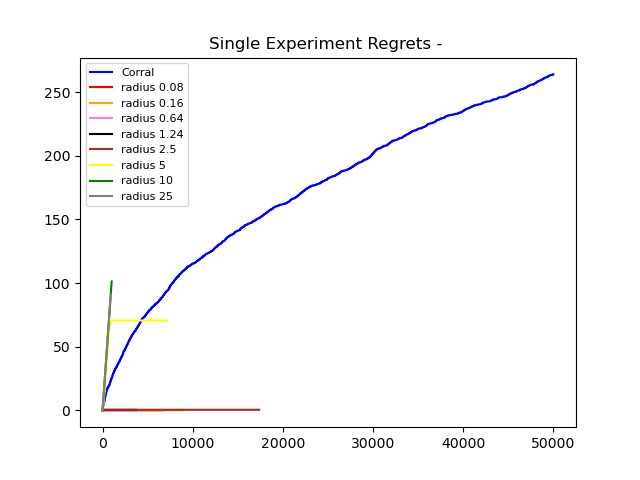 Single Experiment Regrets -
Corral
radius 0.08
radius 0.16
radius 0.64
radius 1.24
radius 2.5
radius 5
radius 10
radius 25
250
200
150
100
50
0
0 10000 20000 30000 40000 50000